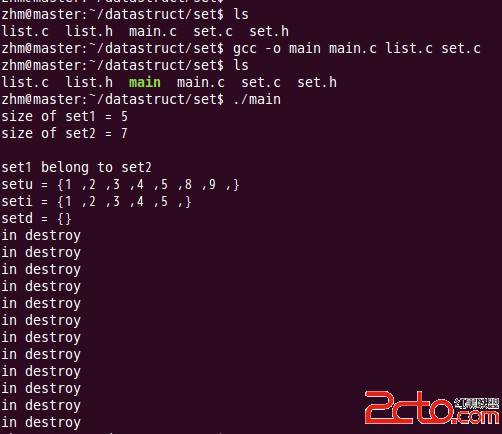 zhm@master:~/datastruct/set$ ls
list.c  list.h  main.c  set.c  set.h
zhm@master:~/datastruct/set$ gcc -o main main.c list.c set.c
zhm@master:~/datastruct/set$ ls
list.c  list.h  main  main.c  set.c  set.h
zhm@master:~/datastruct/set$ ./main
size of set1 = 5
size of set2 = 7
set1 belong to set2
setu = {1 ,2 ,3 ,4 ,5 ,8 ,9 ,}
seti = {1 ,2 ,3 ,4 ,5 ,}
setd = {}
in destroy
in destroy
in destroy
in destroy
in destroy
in destroy
in destroy
in destroy
in destroy
in destroy
in destroy
in destroy
2cto.com